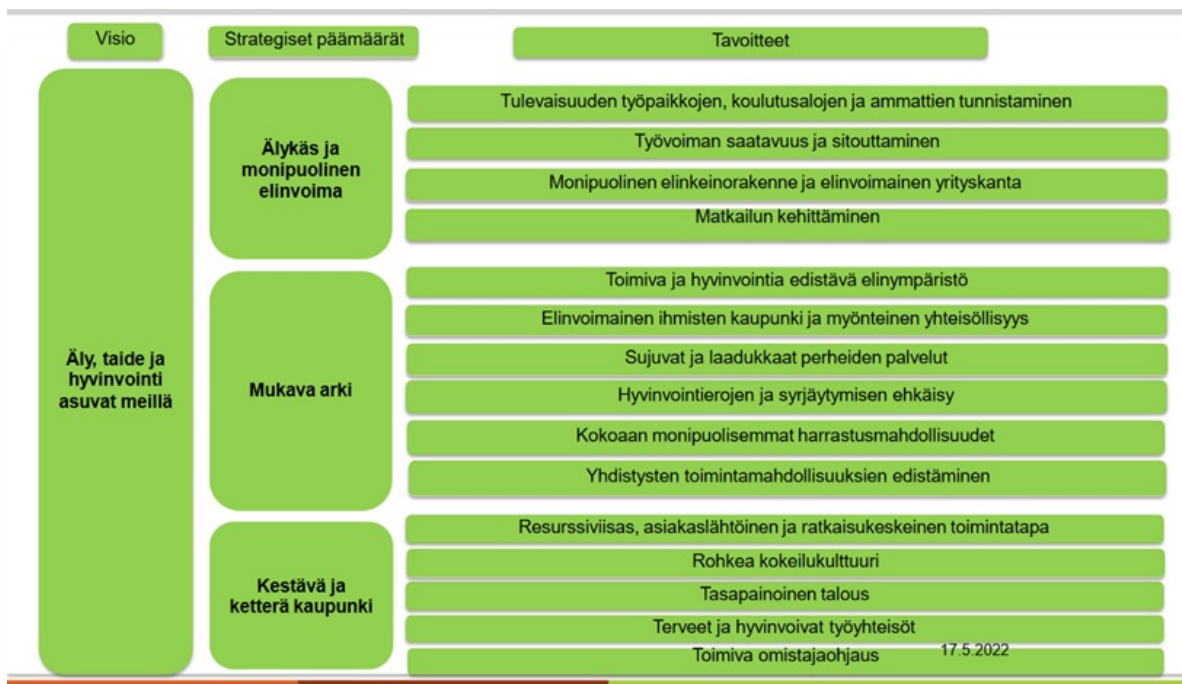 Visio
Strategiset päämäärät
Tavoitteet
Äly, taide ja
hyvinvointi
asuvat meillä
Älykäs ja
monipuolinen
elinvoima
Tulevaisuuden työpaikkojen, koulutusalojen ja ammattien tunnistaminen
Työvoiman saatavuus ja sitouttaminen
Monipuolinen elinkeinorakenne ja elinvoimainen yrityskanta
Matkailun kehittäminen
Mukava arki
Toimiva ja hyvinvointia edistävä elinympäristö
Elinvoimainen ihmisten kaupunki ja myönteinen yhteisöllisyys
Sujuvat ja laadukkaat perheiden palvelut
Hyvinvointierojen ja syrjäytymisen ehkäisy
Kokoaan monipuolisemmat harrastusmahdollisuudet
Yhdistysten toimintamahdollisuuksien edistäminen
Kestävä ja
ketterä kaupunki
Resurssiviisas, asiakaslähtöinen ja ratkaisukeskeinen toimintatapa
Rohkea kokeilukulttuuri
Tasapainoinen talous
Terveet ja hyvinvoivat työyhteisöt
Toimiva omistajaohjaus
17.5.2022